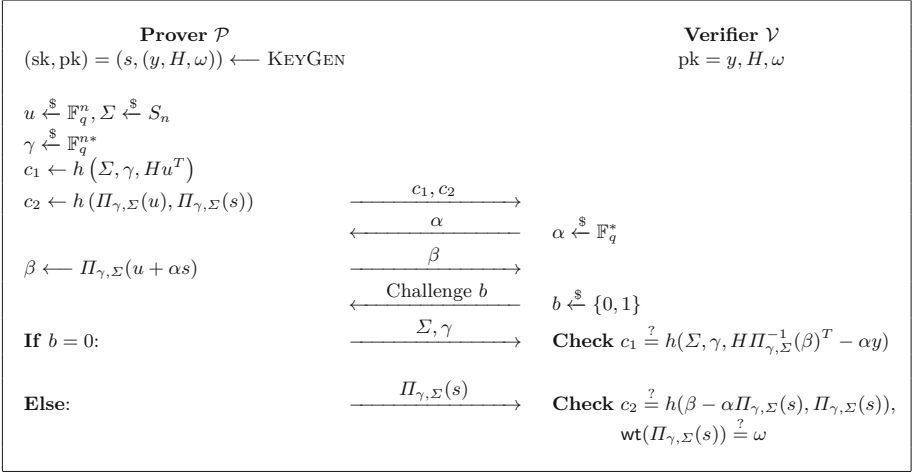 Prover 𝒫 Verifier 𝒱
(sk, pk) = (s, (y, H, ω)) ⟵ KeyGen pk = y, H, ω
u ←$ 𝔽_q^n, Σ ←$ S_n
γ ←$ 𝔽_q^{n*}
c_1 ← h (Σ, γ, Hu^T)
c_2 ← h (Π_{γ,Σ}(u), Π_{γ,Σ}(s)) c_1, c_2
α α ←$ 𝔽_q^*
β ⟵ Π_{γ,Σ}(u + αs) β
Challenge b b ←$ {0, 1}
If b = 0: Σ, γ Check c_1 ≟ h(Σ, γ, HΠ_{γ,Σ}^{-1}(β)^T − αy)
Else: Π_{γ,Σ}(s) Check c_2 ≟ h(β − αΠ_{γ,Σ}(s), Π_{γ,Σ}(s)),
wt(Π_{γ,Σ}(s)) ≟ ω